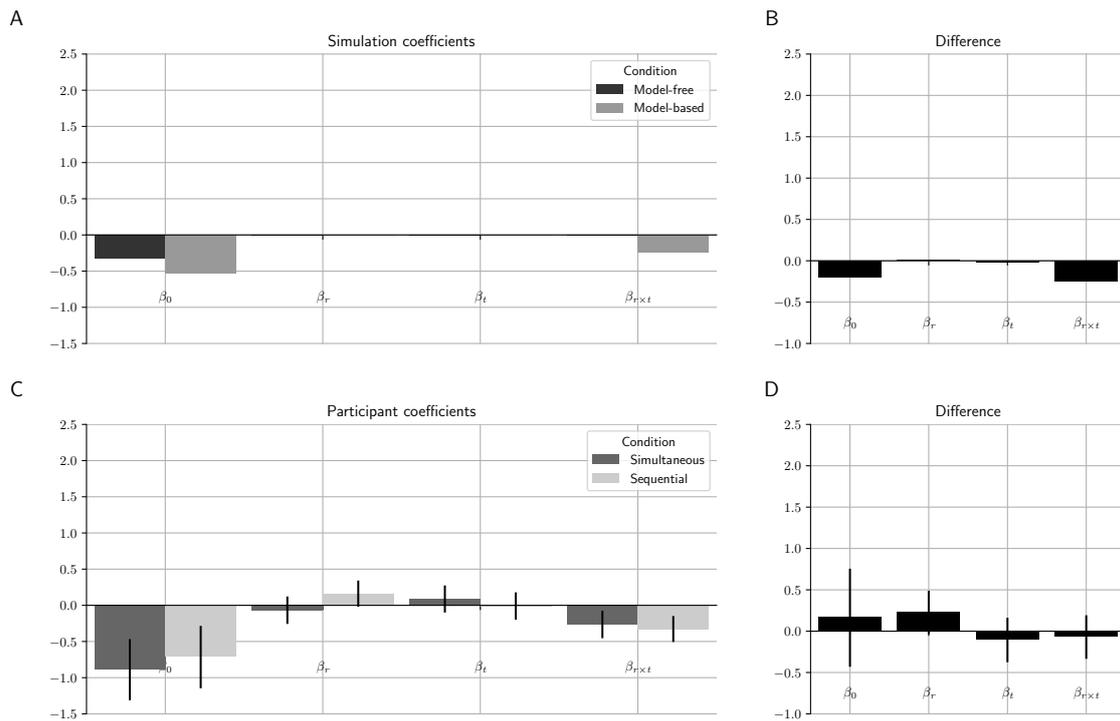 A
Simulation coefficients
2.5
2.0
1.5
1.0
0.5
0.0
−0.5
−1.0
−1.5
Condition
Model-free
Model-based
β0
βr
βt
βr×t
B
Difference
2.5
2.0
1.5
1.0
0.5
0.0
−0.5
−1.0
β0
βr
βt
βr×t
C
Participant coefficients
2.5
2.0
1.5
1.0
0.5
0.0
−0.5
−1.0
−1.5
Condition
Simultaneous
Sequential
0
βr
βt
βr×t
D
Difference
2.5
2.0
1.5
1.0
0.5
0.0
−0.5
−1.0
β0
βr
βt
βr×t